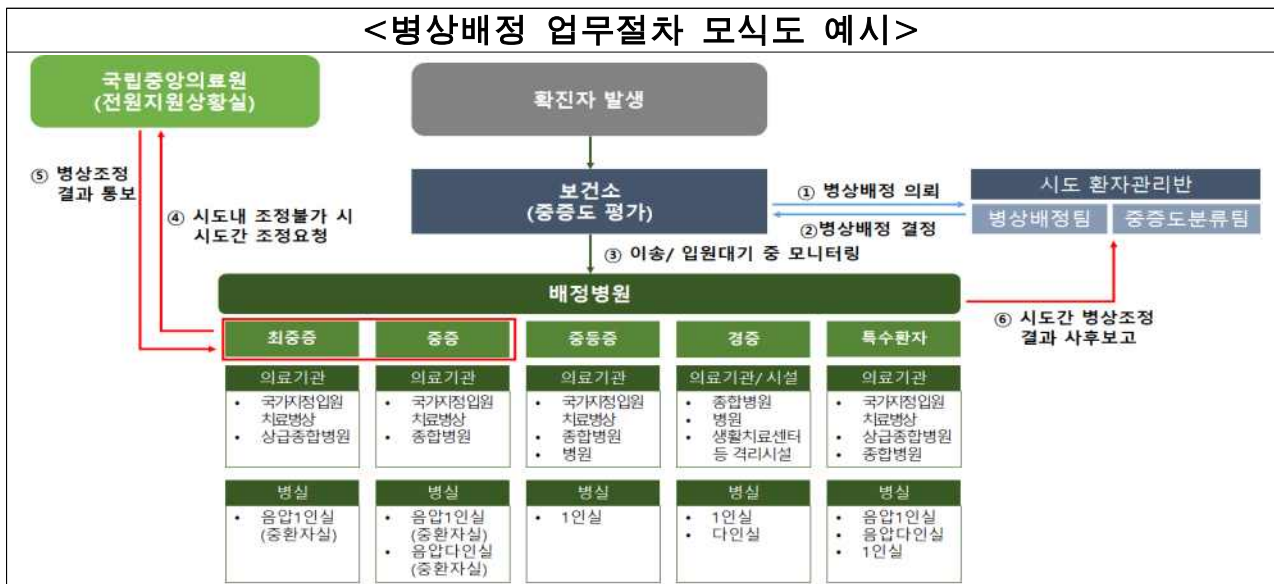 <병상배정 업무절차 모식도 예시>
국립중앙의료원
(전원지원상황실)
확진자 발생
⑤ 병상조정
결과 통보
④ 시도내 조정불가 시
시도간 조정요청
보건소
(중증도 평가)
① 병상배정 의뢰
②병상배정 결정
시도 환자관리반
병상배정팀
중증도분류팀
③ 이송/ 입원대기 중 모니터링
배정병원
⑥ 시도간 병상조정
결과 사후보고
최중증
중증
중등증
경증
특수환자
의료기관
의료기관
의료기관
의료기관/ 시설
의료기관
• 국가지정입원
치료병상
• 상급종합병원
• 국가지정입원
치료병상
• 종합병원
• 국가지정입원
치료병상
• 종합병원
• 병원
• 종합병원
• 병원
• 생활치료센터
등 격리시설
• 국가지정입원
치료병상
• 상급종합병원
• 종합병원
병실
병실
병실
병실
병실
• 음압1인실
(중환자실)
• 음압1인실
(중환자실)
• 음압다인실
(중환자실)
• 1인실
• 1인실
• 다인실
• 음압1인실
• 음압다인실
• 1인실